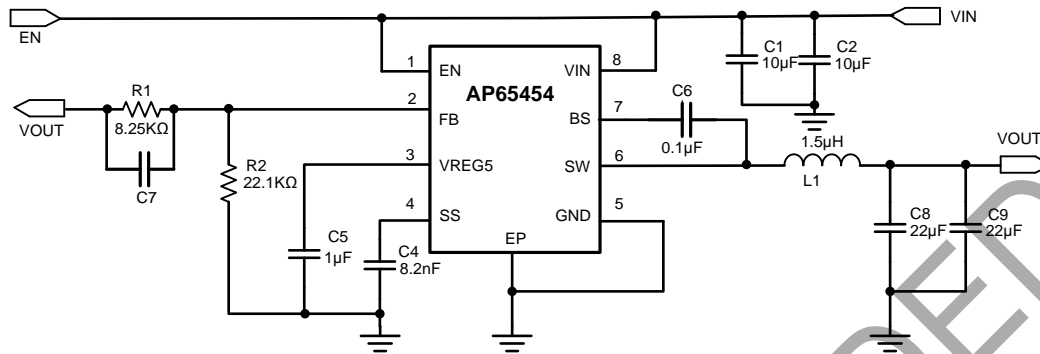 EN
VIN
C1
10µF
C2
10µF
1
EN
VIN
8
AP65454
R1
8.25KΩ
VOUT
C7
2
FB
BS
7
C6
0.1µF
R2
22.1KΩ
3
VREG5
SW
6
1.5µH
L1
VOUT
4
SS
GND
5
EP
C5
1µF
C4
8.2nF
C8
22µF
C9
22µF